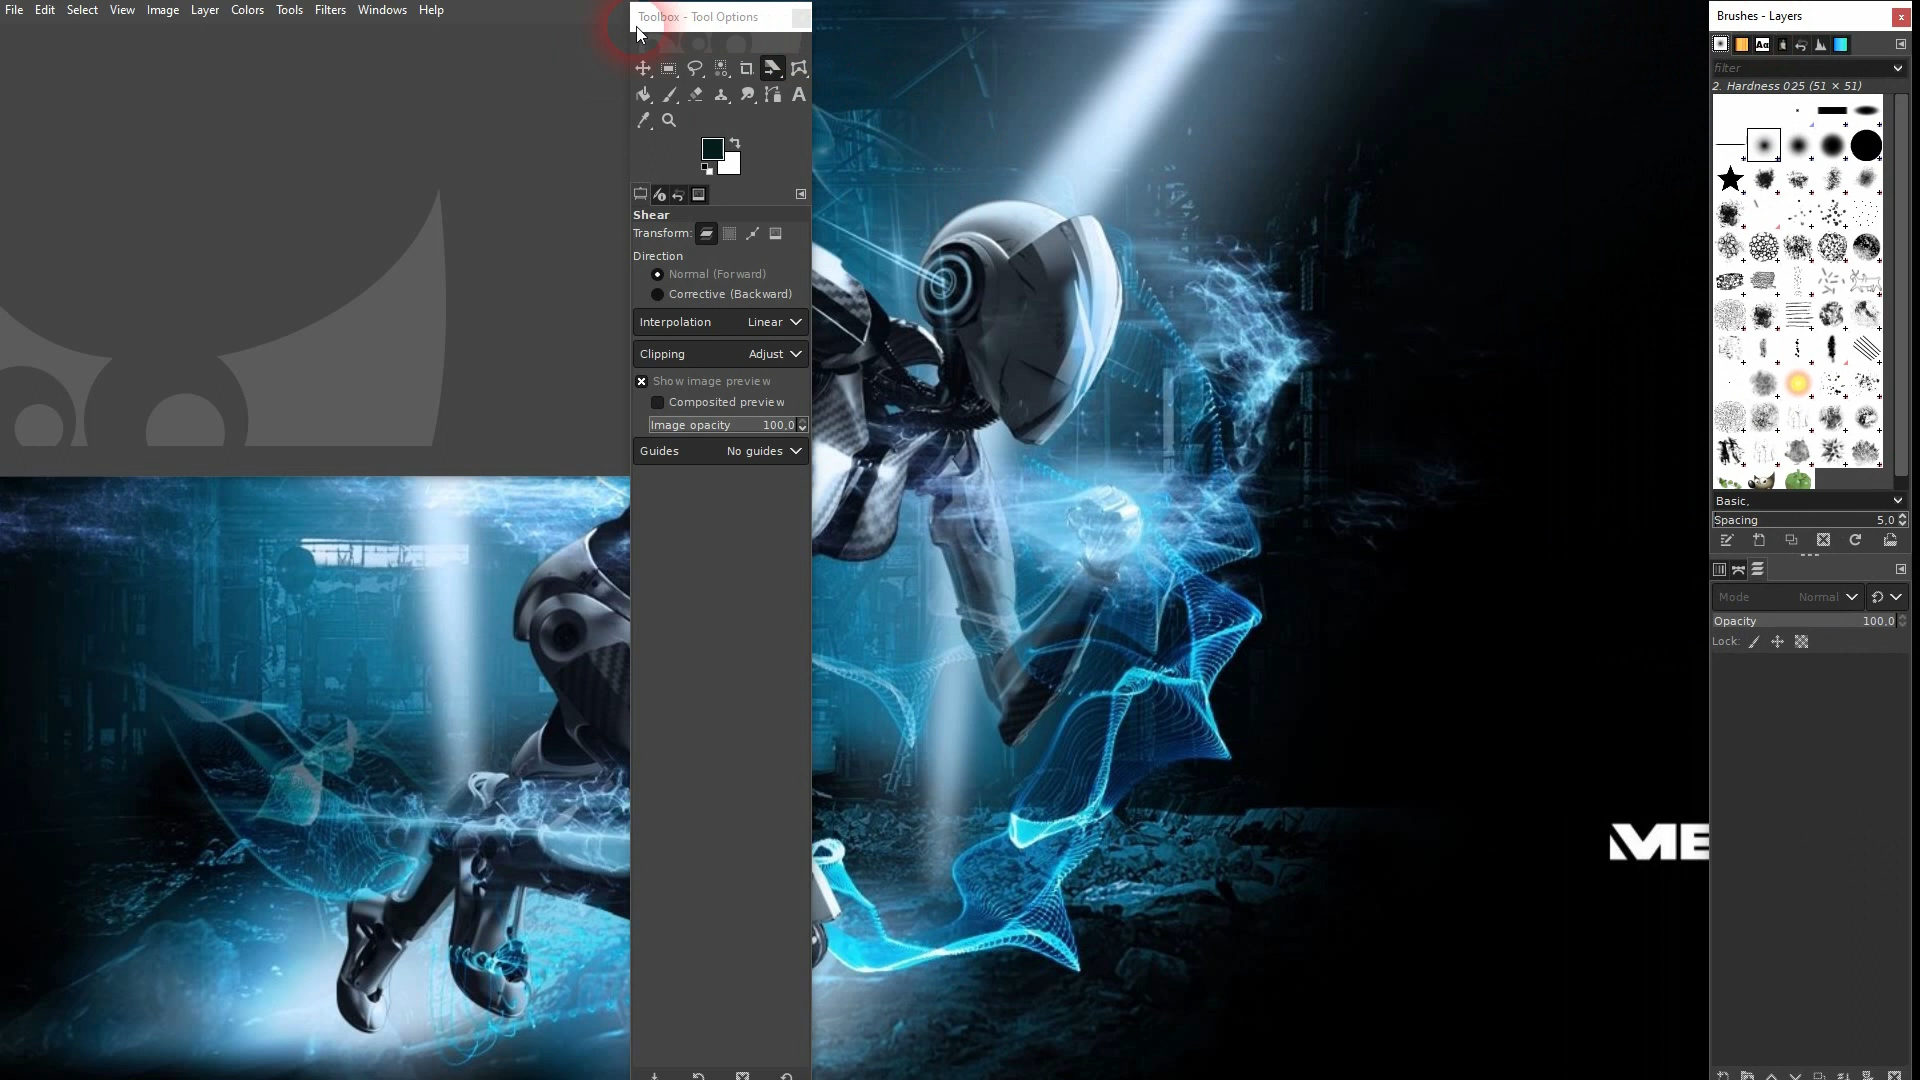 File Edit Select View Image Layer Colors Tools Filters Windows Help
Toolbox - Tool Options
Shear
Transform:
Direction
Normal (Forward)
Corrective (Backward)
Interpolation Linear
Clipping Adjust
Show image preview
Composited preview
Image opacity 100,0
Guides No guides
ME
Brushes - Layers
x
Aa
filter
2. Hardness 025 (51 × 51)
Basic,
Spacing 5,0
Mode Normal
Opacity 100,0
Lock: